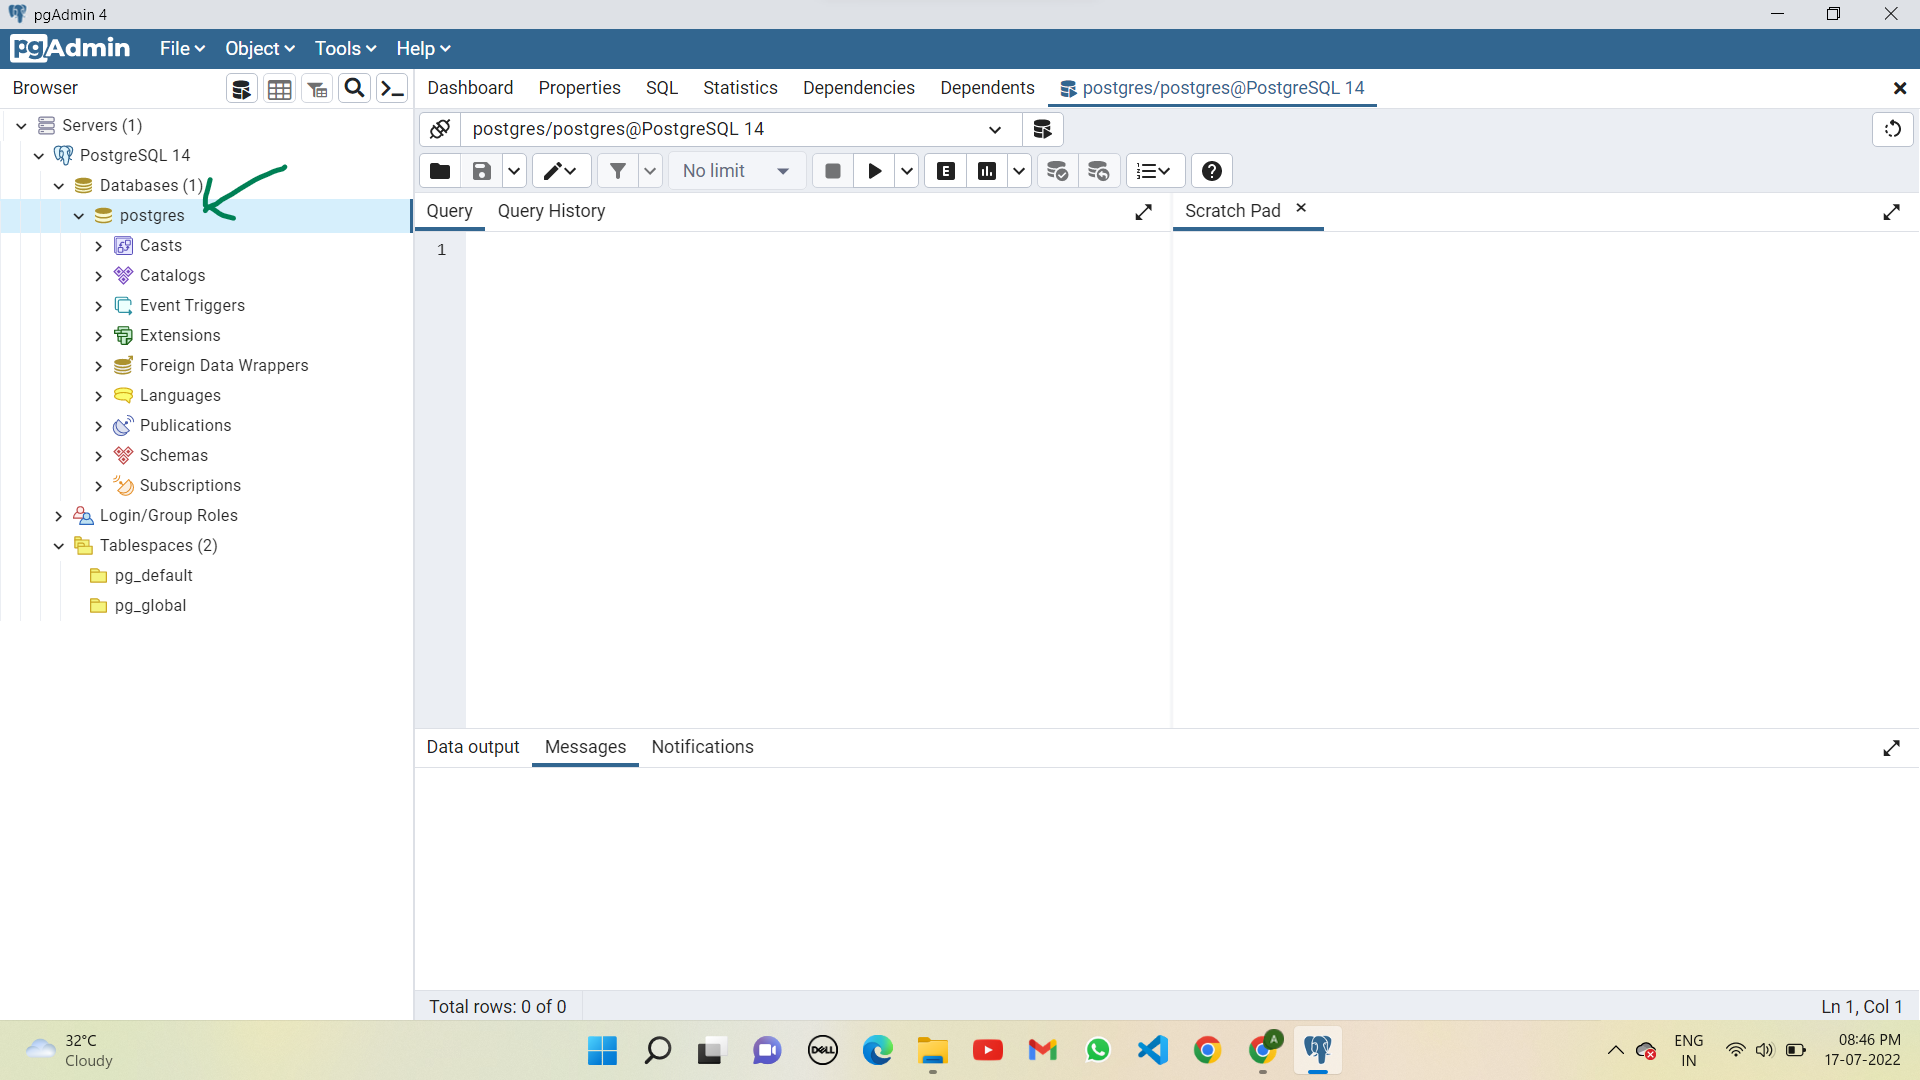 pgAdmin 4
pgAdmin File Object Tools Help
Browser
Dashboard Properties SQL Statistics Dependencies Dependents postgres/postgres@PostgreSQL 14
Servers (1)
PostgreSQL 14
Databases (1)
postgres
Casts
Catalogs
Event Triggers
Extensions
Foreign Data Wrappers
Languages
Publications
Schemas
Subscriptions
Login/Group Roles
Tablespaces (2)
pg_default
pg_global
postgres/postgres@PostgreSQL 14
No limit
E
Query Query History
Scratch Pad
1
Data output Messages Notifications
Total rows: 0 of 0
Ln 1, Col 1
32°C
Cloudy
DELL
A
ENG
IN
08:46 PM
17-07-2022